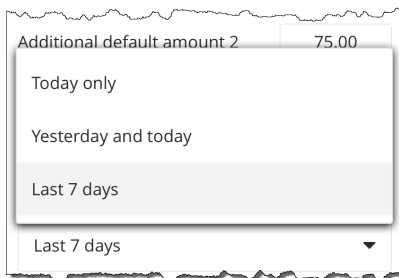 Additional default amount 2 75.00
Today only
Yesterday and today
Last 7 days
Last 7 days